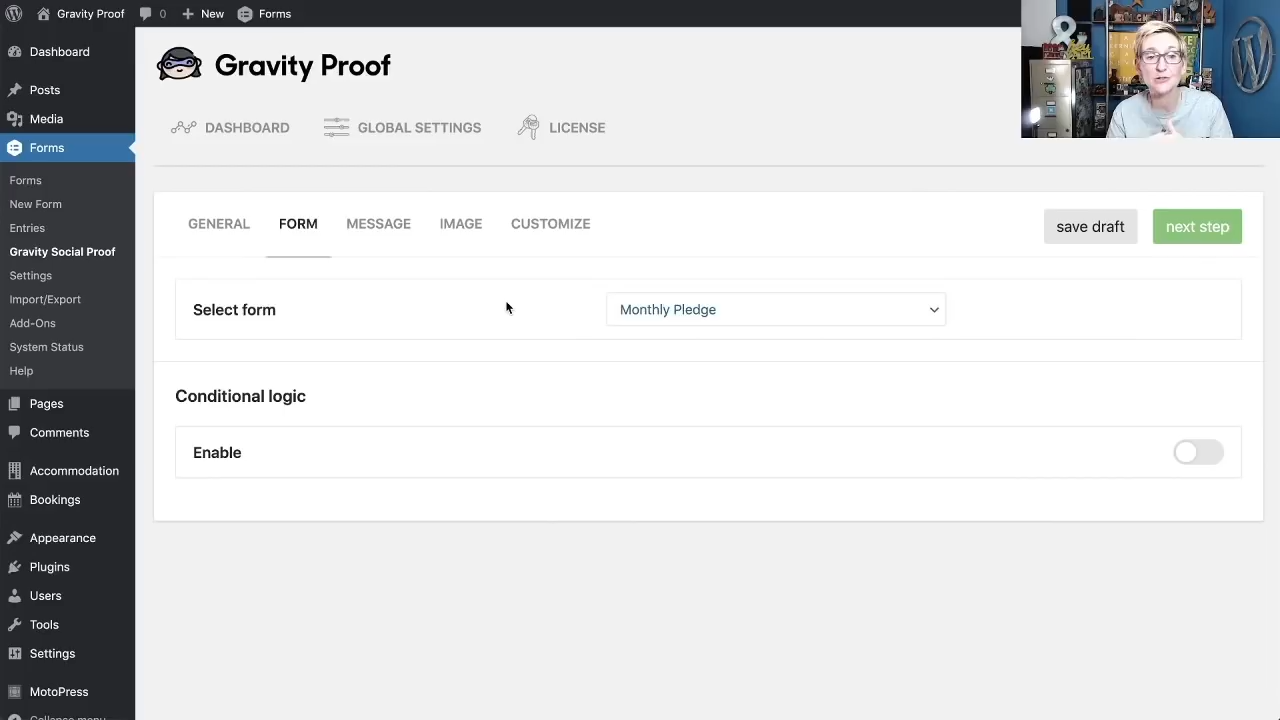 Gravity Proof
0
New
Forms
Dashboard
Posts
Media
Forms
Forms
New Form
Entries
Gravity Social Proof
Settings
Import/Export
Add-Ons
System Status
Help
Pages
Comments
Accommodation
Bookings
Appearance
Plugins
Users
Tools
Settings
MotoPress
Collapse menu
Gravity Proof
DASHBOARD
GLOBAL SETTINGS
LICENSE
GENERAL
FORM
MESSAGE
IMAGE
CUSTOMIZE
save draft
next step
Select form
Monthly Pledge
Conditional logic
Enable